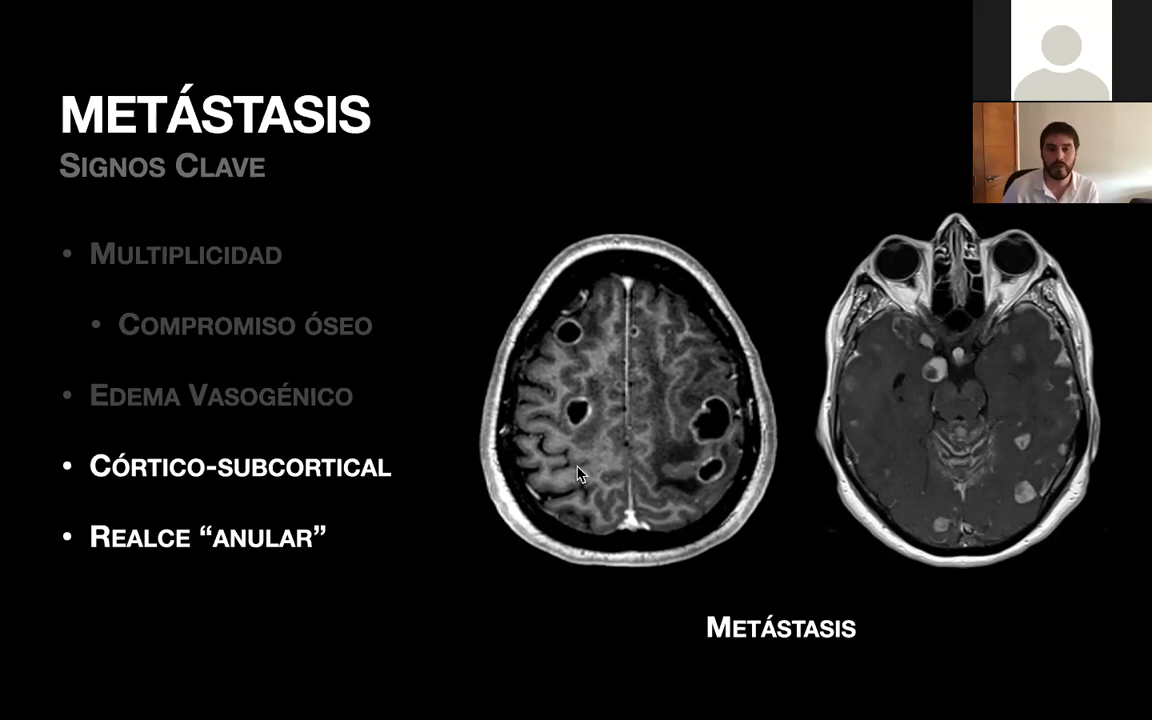 METÁSTASIS
SIGNOS CLAVE
• MULTIPLICIDAD
• COMPROMISO ÓSEO
• EDEMA VASOGÉNICO
• CÓRTICO-SUBCORTICAL
• REALCE “ANULAR”
METÁSTASIS